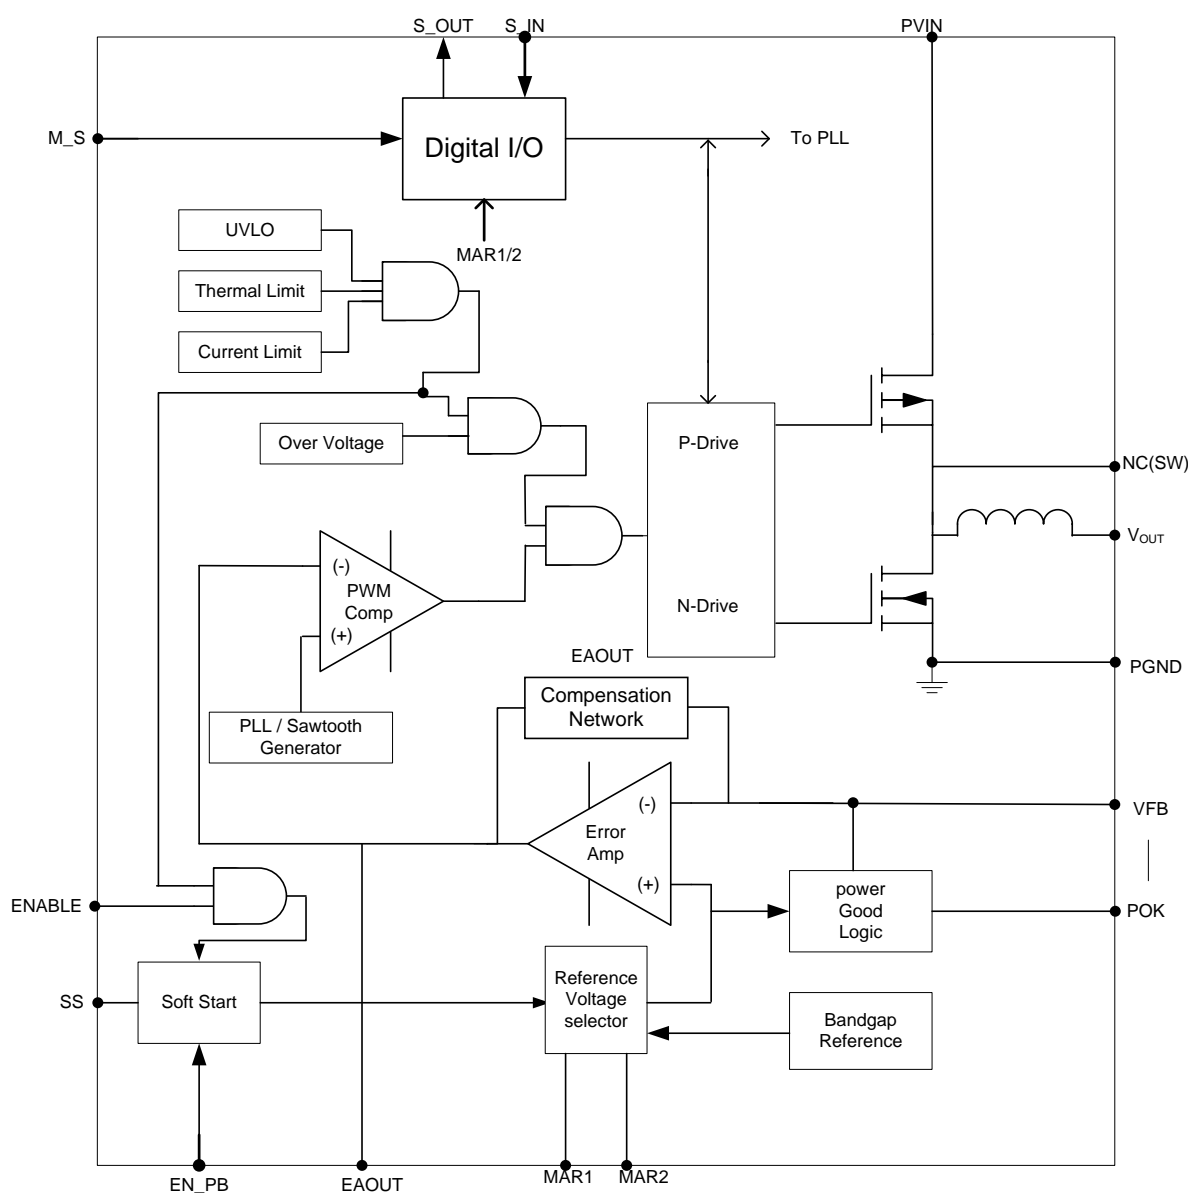 S_OUT
S_IN
PVIN
M_S
Digital I/O
To PLL
MAR1/2
UVLO
Thermal Limit
Current Limit
Over Voltage
P-Drive
NC(SW)
VOUT
(-)
PWM
Comp
(+)
N-Drive
EAOUT
PGND
Compensation
Network
PLL / Sawtooth
Generator
(-)
VFB
Error
Amp
(+)
power
Good
Logic
ENABLE
POK
SS
Soft Start
Reference
Voltage
selector
Bandgap
Reference
EN_PB
EAOUT
MAR1
MAR2